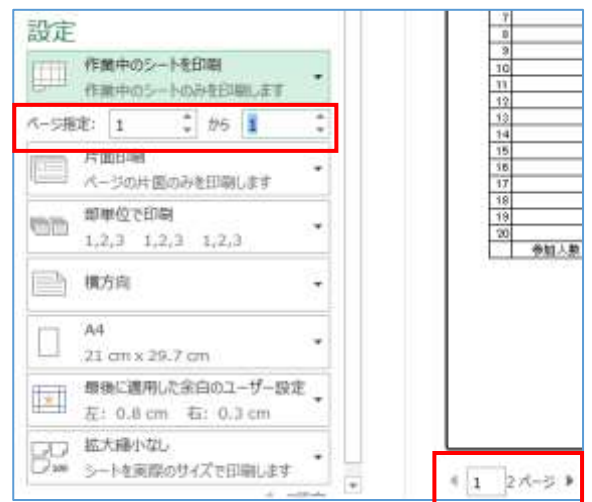 設定
作業中のシートを印刷
作業中のシートのみを印刷します
ページ指定: 1 から 1
片面印刷
ページの片面のみを印刷します
部単位で印刷
1,2,3 1,2,3 1,2,3
横方向
A4
21 cm x 29.7 cm
最後に適用した余白のユーザー設定
左: 0.8 cm 右: 0.3 cm
拡大縮小なし
シートを実際のサイズで印刷します
7
8
9
10
11
12
13
14
15
16
17
18
19
20
参加人数
1 2ページ